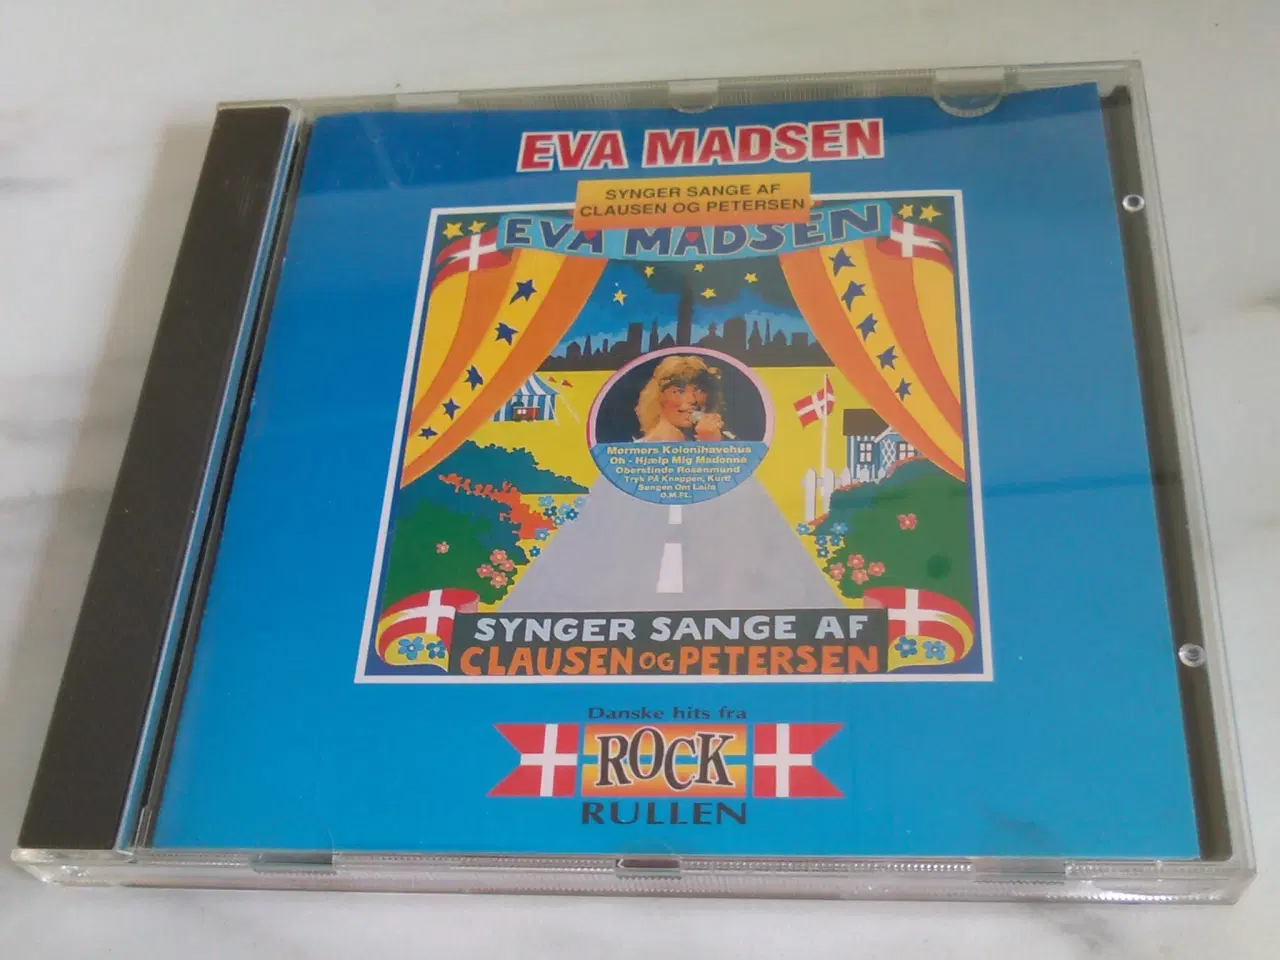 EVA MADSEN
SYNGER SANGE AF
CLAUSEN OG PETERSEN
EVA MADSEN
Mormors Kolonihavehus
Oh - Hjælp Mig Madonna
Oberstinde Rosenmund
Tryk På Knappen, Kurt!
Sangen Om Laila
O.M.FL.
SYNGER SANGE AF
CLAUSEN OG PETERSEN
Danske hits fra
ROCK
RULLEN